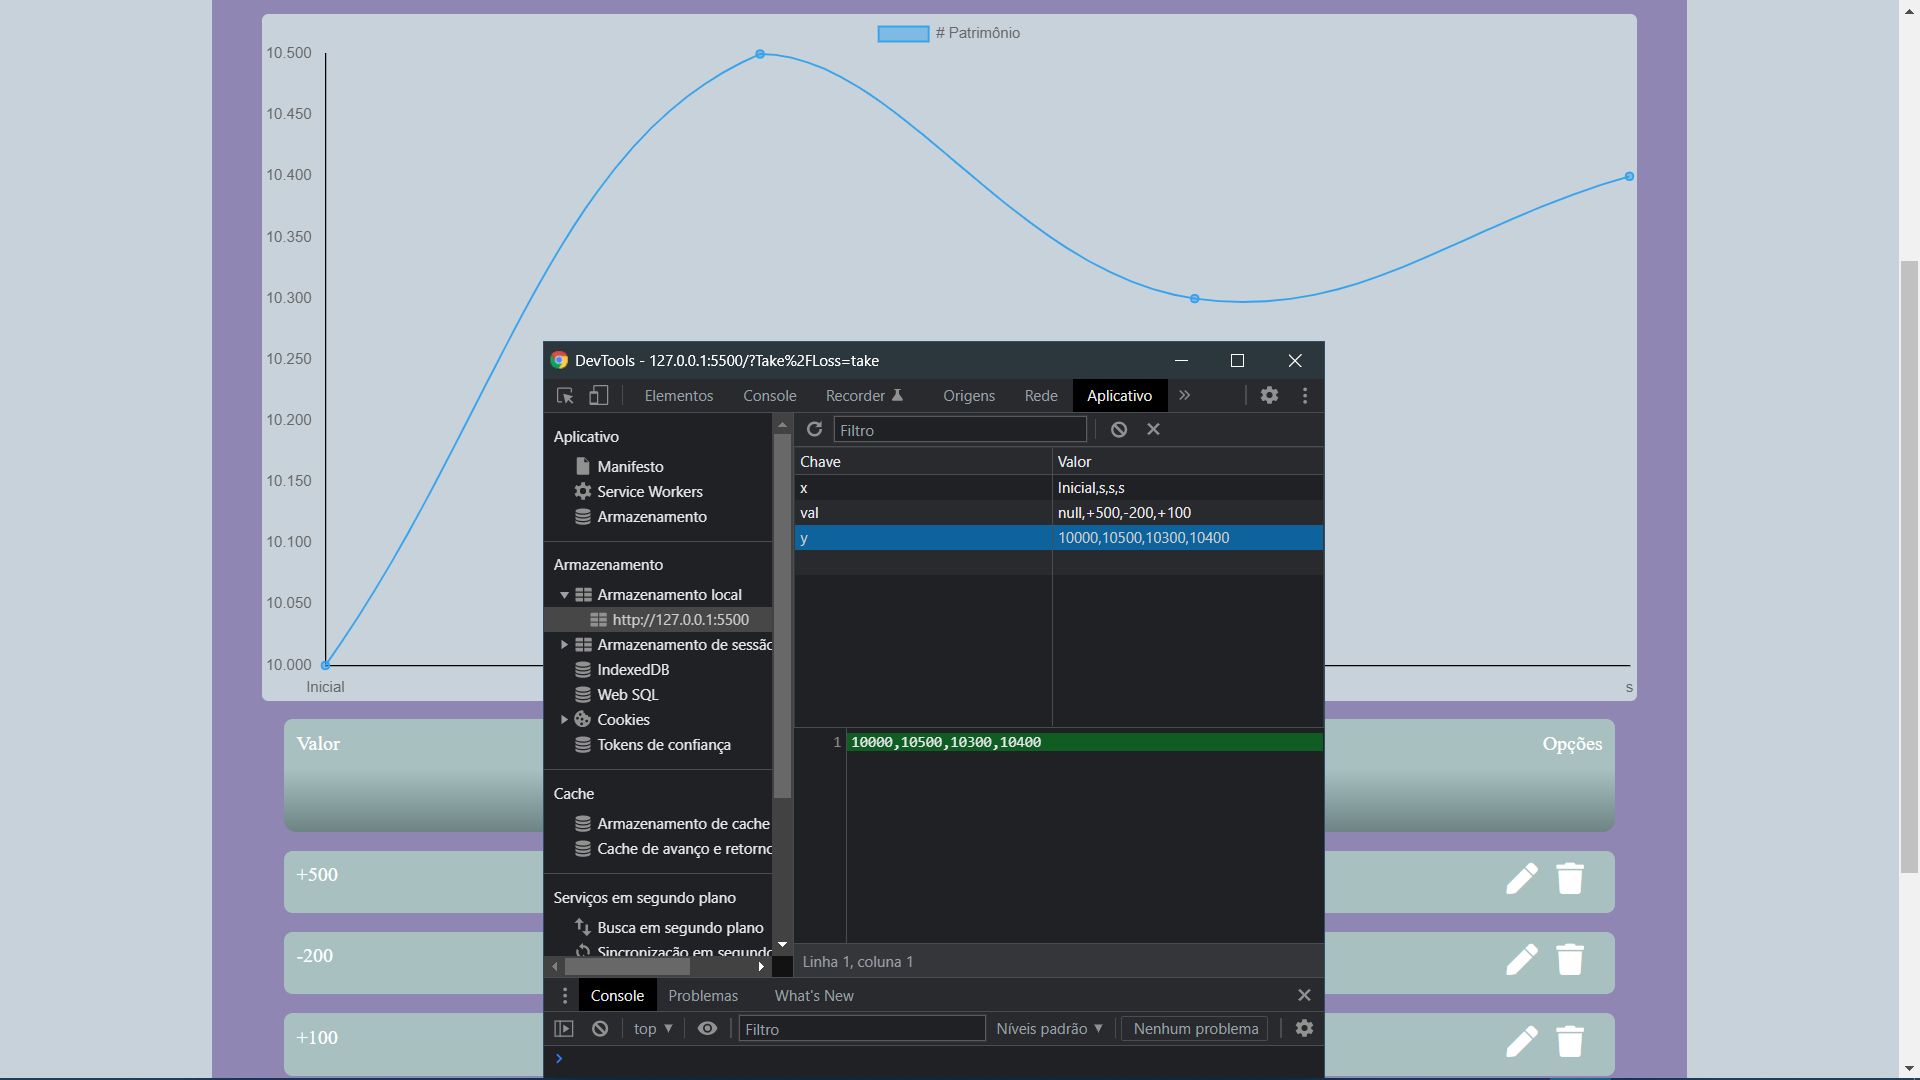 # Patrimônio
10.500
10.450
10.400
10.350
10.300
10.250
10.200
10.150
10.100
10.050
10.000
Inicial
s
DevTools - 127.0.0.1:5500/?Take%2FLoss=take
Elementos Console Recorder Origens Rede Aplicativo »
Aplicativo
Manifesto
Service Workers
Armazenamento
Armazenamento
Armazenamento local
http://127.0.0.1:5500
Armazenamento de sessão
IndexedDB
Web SQL
Cookies
Tokens de confiança
Cache
Armazenamento de cache
Cache de avanço e retorno
Serviços em segundo plano
Busca em segundo plano
Sincronização em segundo
Filtro
Chave Valor
x Inicial,s,s,s
val null,+500,-200,+100
y 10000,10500,10300,10400
1 10000,10500,10300,10400
Linha 1, coluna 1
Console Problemas What's New
top Filtro Níveis padrão Nenhum problema
Valor Opções
+500
-200
+100